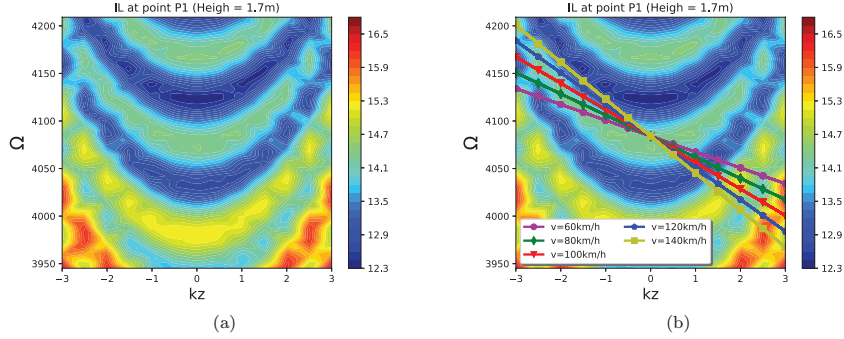 IL at point P1 (Heigh = 1.7m)
4200
4150
4100
4050
4000
3950
Ω
-3 -2 -1 0 1 2 3
kz
16.5
15.9
15.3
14.7
14.1
13.5
12.9
12.3
(a)
IL at point P1 (Heigh = 1.7m)
4200
4150
4100
4050
4000
3950
Ω
v=60km/h
v=80km/h
v=100km/h
v=120km/h
v=140km/h
-3 -2 -1 0 1 2 3
kz
16.5
15.9
15.3
14.7
14.1
13.5
12.9
12.3
(b)